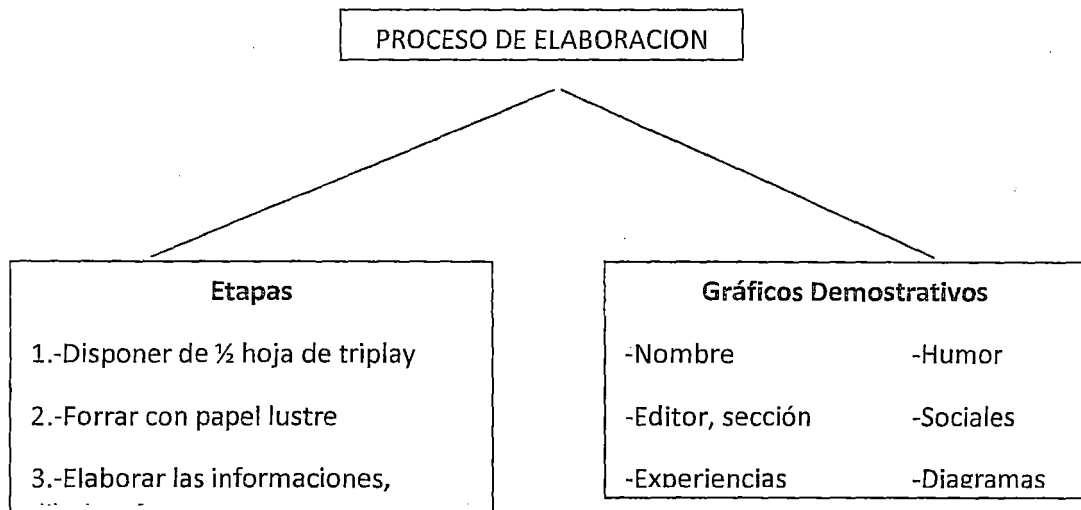 PROCESO DE ELABORACION
Etapas
1.-Disponer de ½ hoja de triplay
2.-Forrar con papel lustre
3.-Elaborar las informaciones,
Gráficos Demostrativos
-Nombre -Humor
-Editor, sección -Sociales
-Experiencias -Diagramas